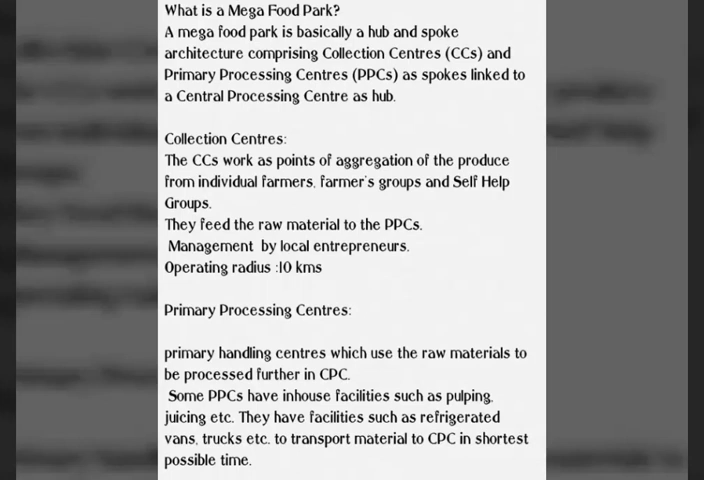 What is a Mega Food Park?
A mega food park is basically a hub and spoke
architecture comprising Collection Centres (CCs) and
Primary Processing Centres (PPCs) as spokes linked to
a Central Processing Centre as hub.
Collection Centres:
The CCs work as points of aggregation of the produce
from individual farmers, farmer's groups and Self Help
Groups.
They feed the raw material to the PPCs.
Management by local entrepreneurs.
Operating radius :10 kms
Primary Processing Centres:
primary handling centres which use the raw materials to
be processed further in CPC.
Some PPCs have inhouse facilities such as pulping,
juicing etc. They have facilities such as refrigerated
vans, trucks etc. to transport material to CPC in shortest
possible time.